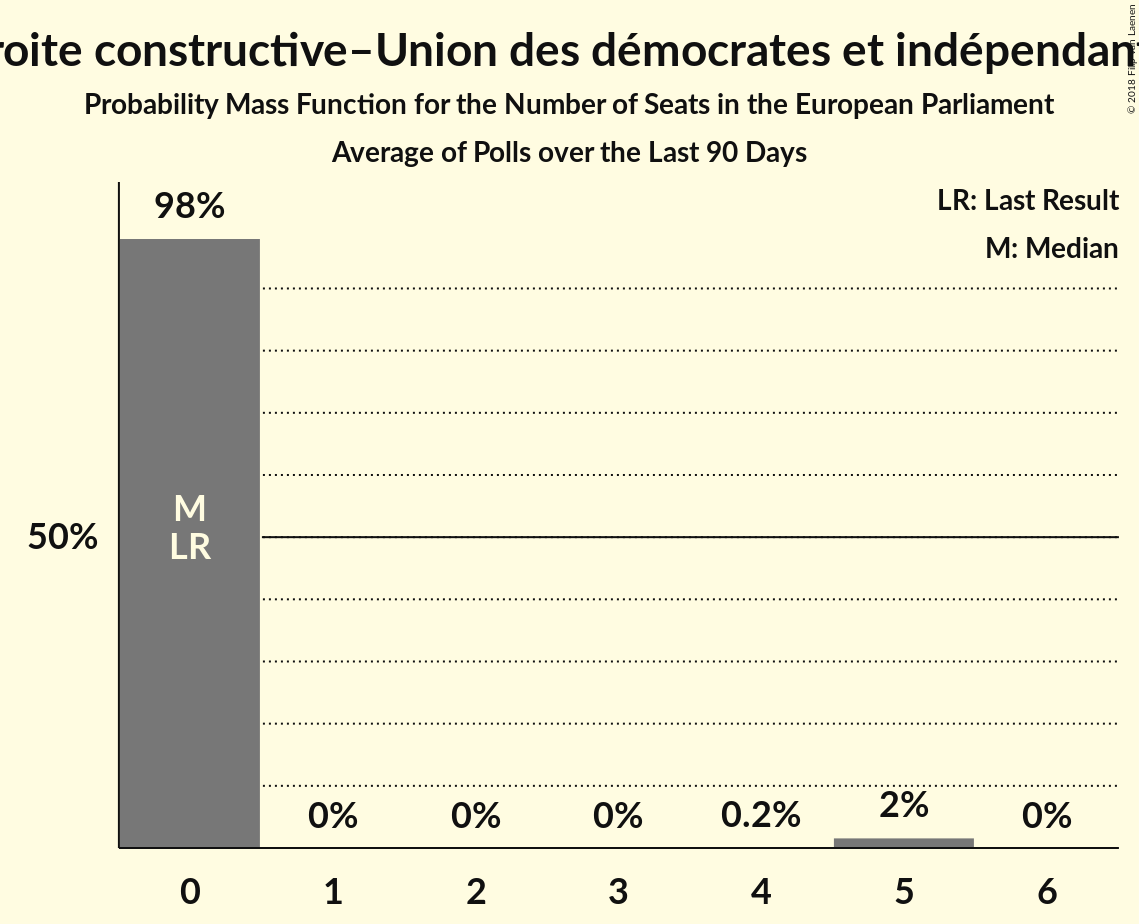 roite constructive–Union des démocrates et indépendan
Probability Mass Function for the Number of Seats in the European Parliament
Average of Polls over the Last 90 Days
© 2018 Filip van Laenen
LR: Last Result
M: Median
98%
M
LR
50%
0% 0% 0% 0.2% 2% 0%
0 1 2 3 4 5 6